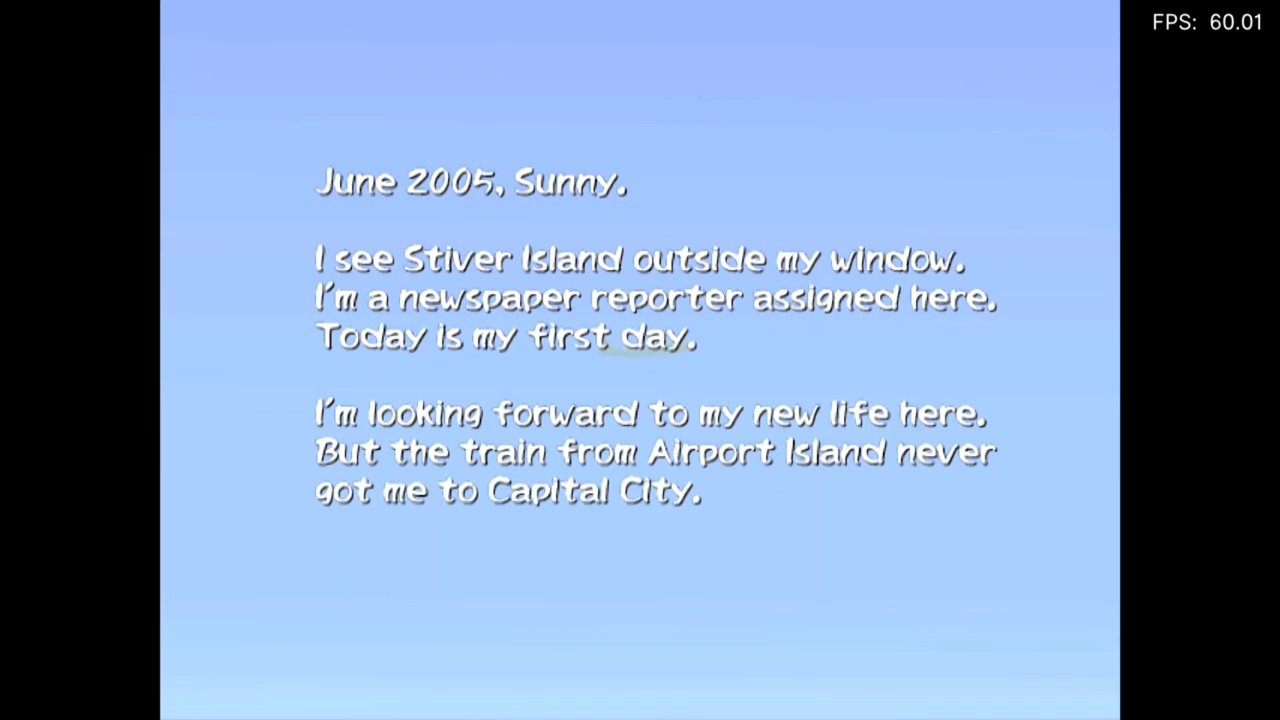 FPS: 60.01
June 2005, Sunny.
I see Stiver Island outside my window.
I'm a newspaper reporter assigned here.
Today is my first day.
I'm looking forward to my new life here.
But the train from Airport Island never
got me to Capital City.